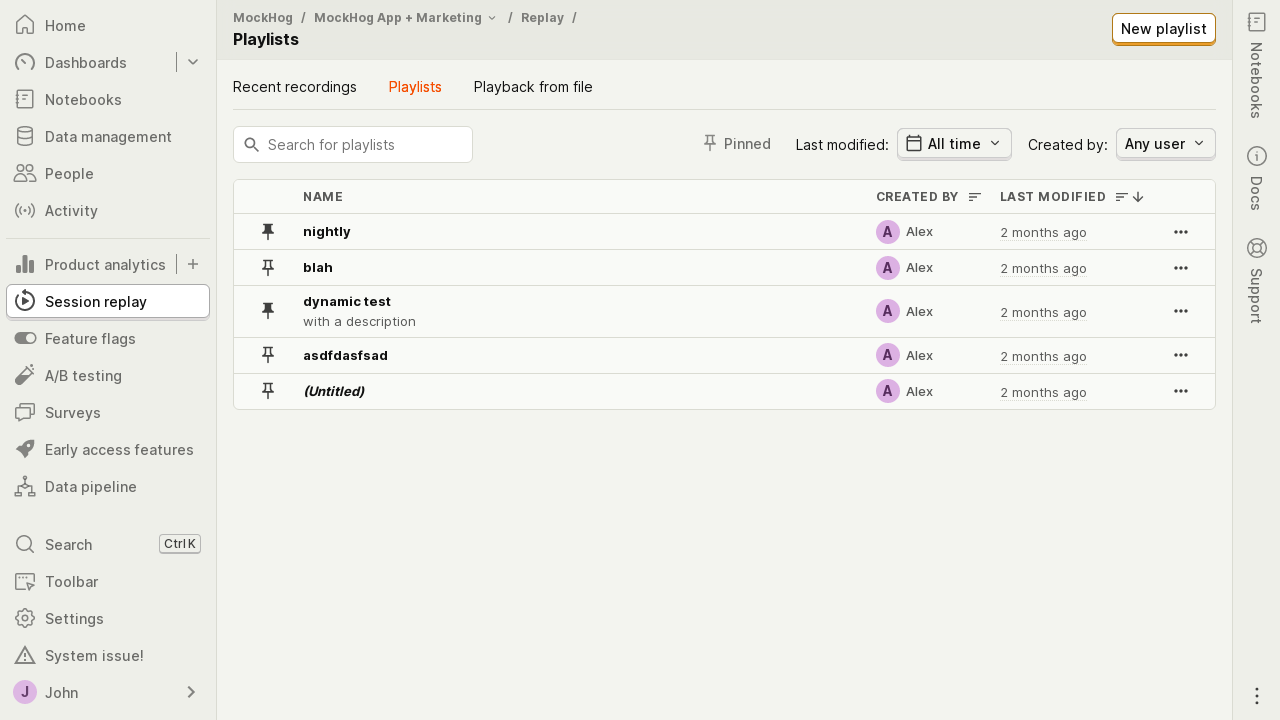 Home
Dashboards
Notebooks
Data management
People
Activity
Product analytics
Session replay
Feature flags
A/B testing
Surveys
Early access features
Data pipeline
Search Ctrl K
Toolbar
Settings
System issue!
J John
MockHog / MockHog App + Marketing / Replay /
Playlists
New playlist
Recent recordings Playlists Playback from file
Search for playlists Pinned Last modified: All time Created by: Any user
NAME CREATED BY LAST MODIFIED
nightly A Alex 2 months ago
blah A Alex 2 months ago
dynamic test A Alex 2 months ago
with a description
asdfdasfsad A Alex 2 months ago
(Untitled) A Alex 2 months ago
Notebooks
Docs
Support